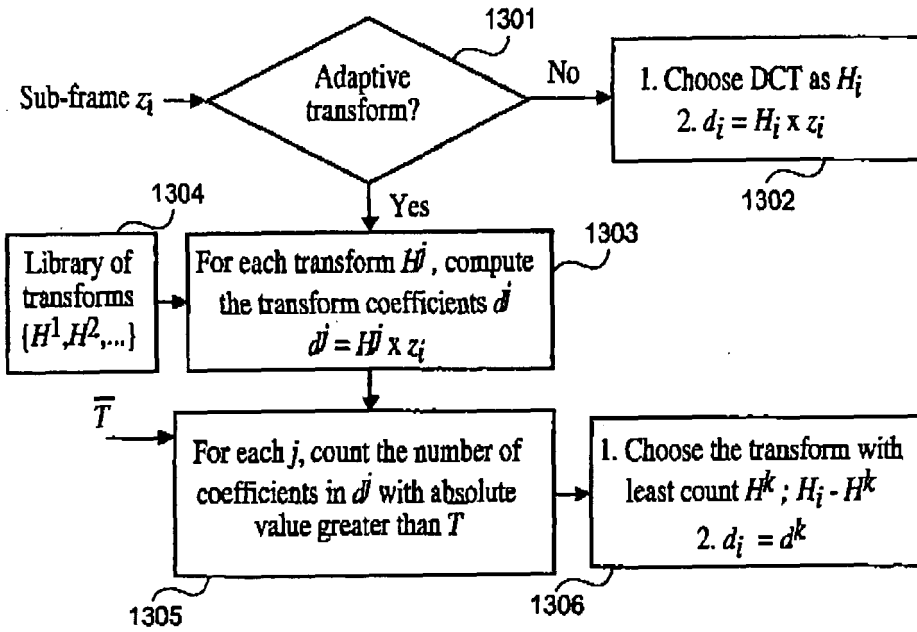 1301
Sub-frame z_i
Adaptive
transform?
No
1. Choose DCT as H_i
2. d_i = H_i x z_i
1302
Yes
1304
Library of
transforms
{H^1,H^2,...}
1303
For each transform H^j, compute
the transform coefficients d^j
d^j = H^j x z_i
T̅
For each j, count the number of
coefficients in d^j with absolute
value greater than T
1305
1. Choose the transform with
least count H^k ; H_i - H^k
2. d_i = d^k
1306